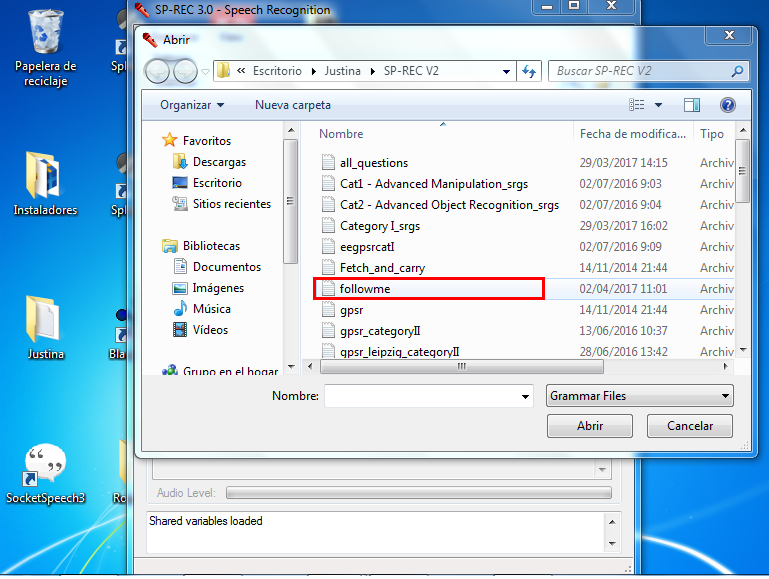 SP-REC 3.0 - Speech Recognition
Abrir
« Escritorio Justina SP-REC V2
Buscar SP-REC V2
Organizar Nueva carpeta
Nombre Fecha de modifica... Tipo
Favoritos
Descargas
Escritorio
Sitios recientes
Bibliotecas
Documentos
Imágenes
Música
Vídeos
Grupo en el hogar
all_questions 29/03/2017 14:15 Archiv
Cat1 - Advanced Manipulation_srgs 02/07/2016 9:03 Archiv
Cat2 - Advanced Object Recognition_srgs 02/07/2016 9:04 Archiv
Category I_srgs 29/03/2017 16:02 Archiv
eegpsrcatI 02/07/2016 9:09 Archiv
Fetch_and_carry 14/11/2014 21:44 Archiv
followme 02/04/2017 11:01 Archiv
gpsr 14/11/2014 21:44 Archiv
gpsr_categoryII 13/06/2016 10:37 Archiv
gpsr_leipzig_categoryII 28/06/2016 13:42 Archiv
Nombre: Grammar Files
Abrir Cancelar
Audio Level:
Shared variables loaded
Papelera de
reciclaje
Instaladores
Justina
SocketSpeech3
Spl
Spl
Bla
Ro